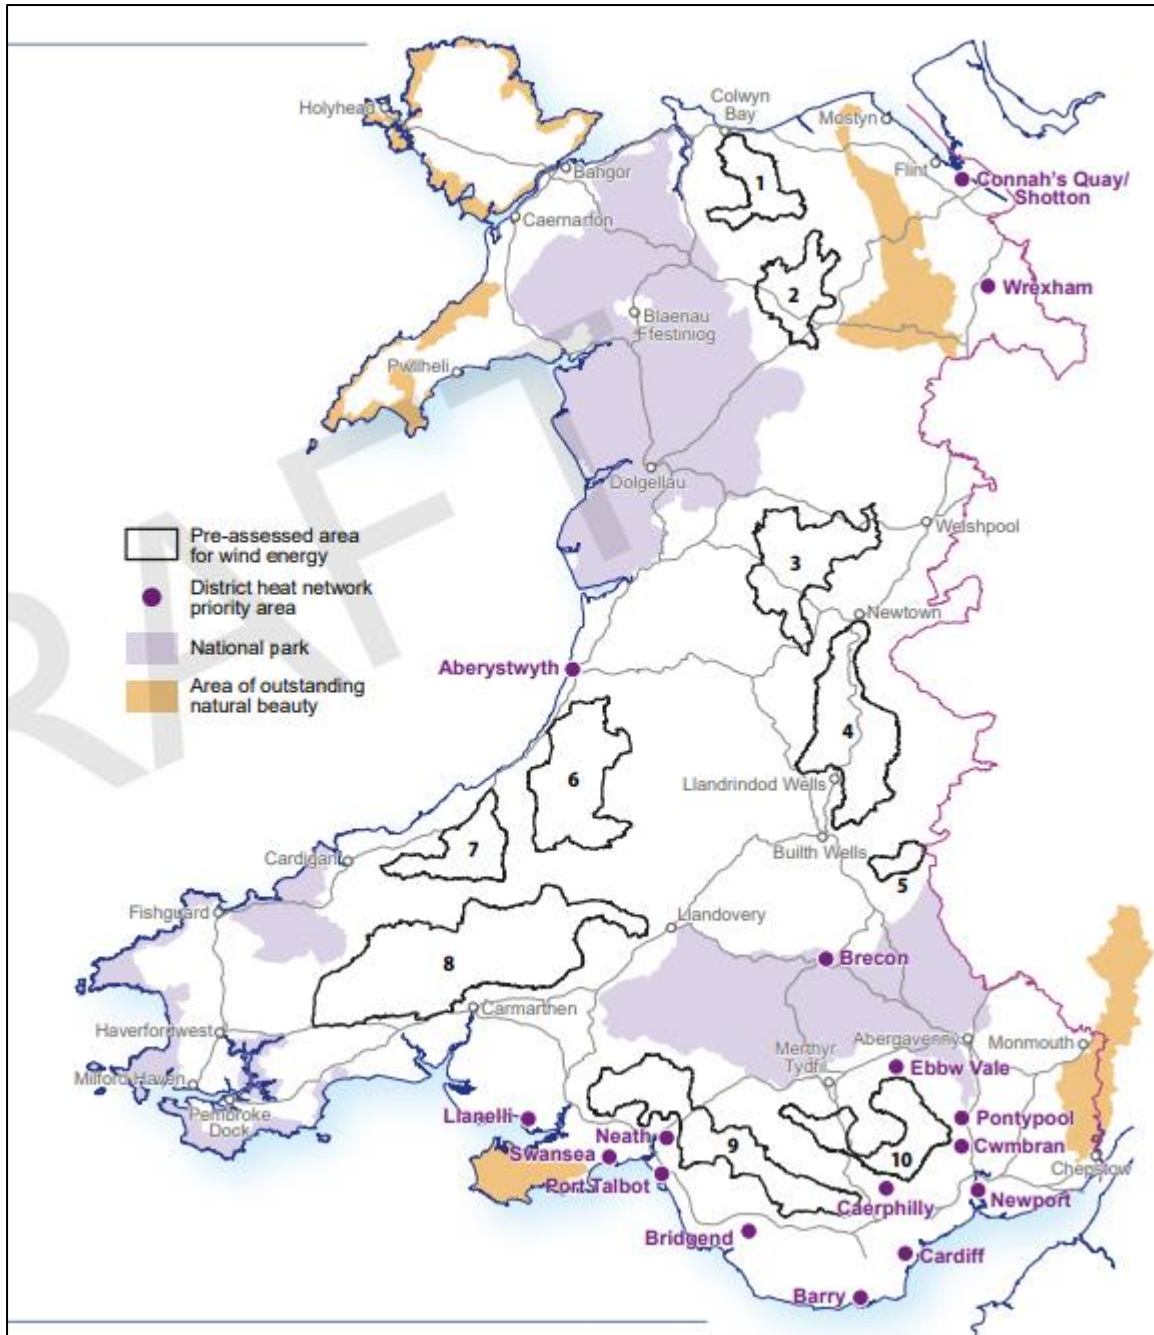 Colwyn
Bay
Holyhead
Mostyn
Flint
Bangor
Connah's Quay/
Shotton
1
Caernarfon
Wrexham
2
Blaenau
Ffestiniog
Pwllheli
Dolgellau
Welshpool
Pre-assessed area
for wind energy
3
District heat network
priority area
Newtown
National park
Aberystwyth
Area of outstanding
natural beauty
4
6
Llandrindod Wells
7
Builth Wells
Cardigan
5
Fishguard
Llandovery
8
Brecon
Carmarthen
Haverfordwest
Abergavenny
Monmouth
Merthyr
Tydfil
Ebbw Vale
Milford Haven
Pembroke
Dock
Llanelli
Pontypool
Neath
9
Cwmbran
Swansea
10
Chepstow
Port Talbot
Newport
Caerphilly
Bridgend
Cardiff
Barry
RAFT